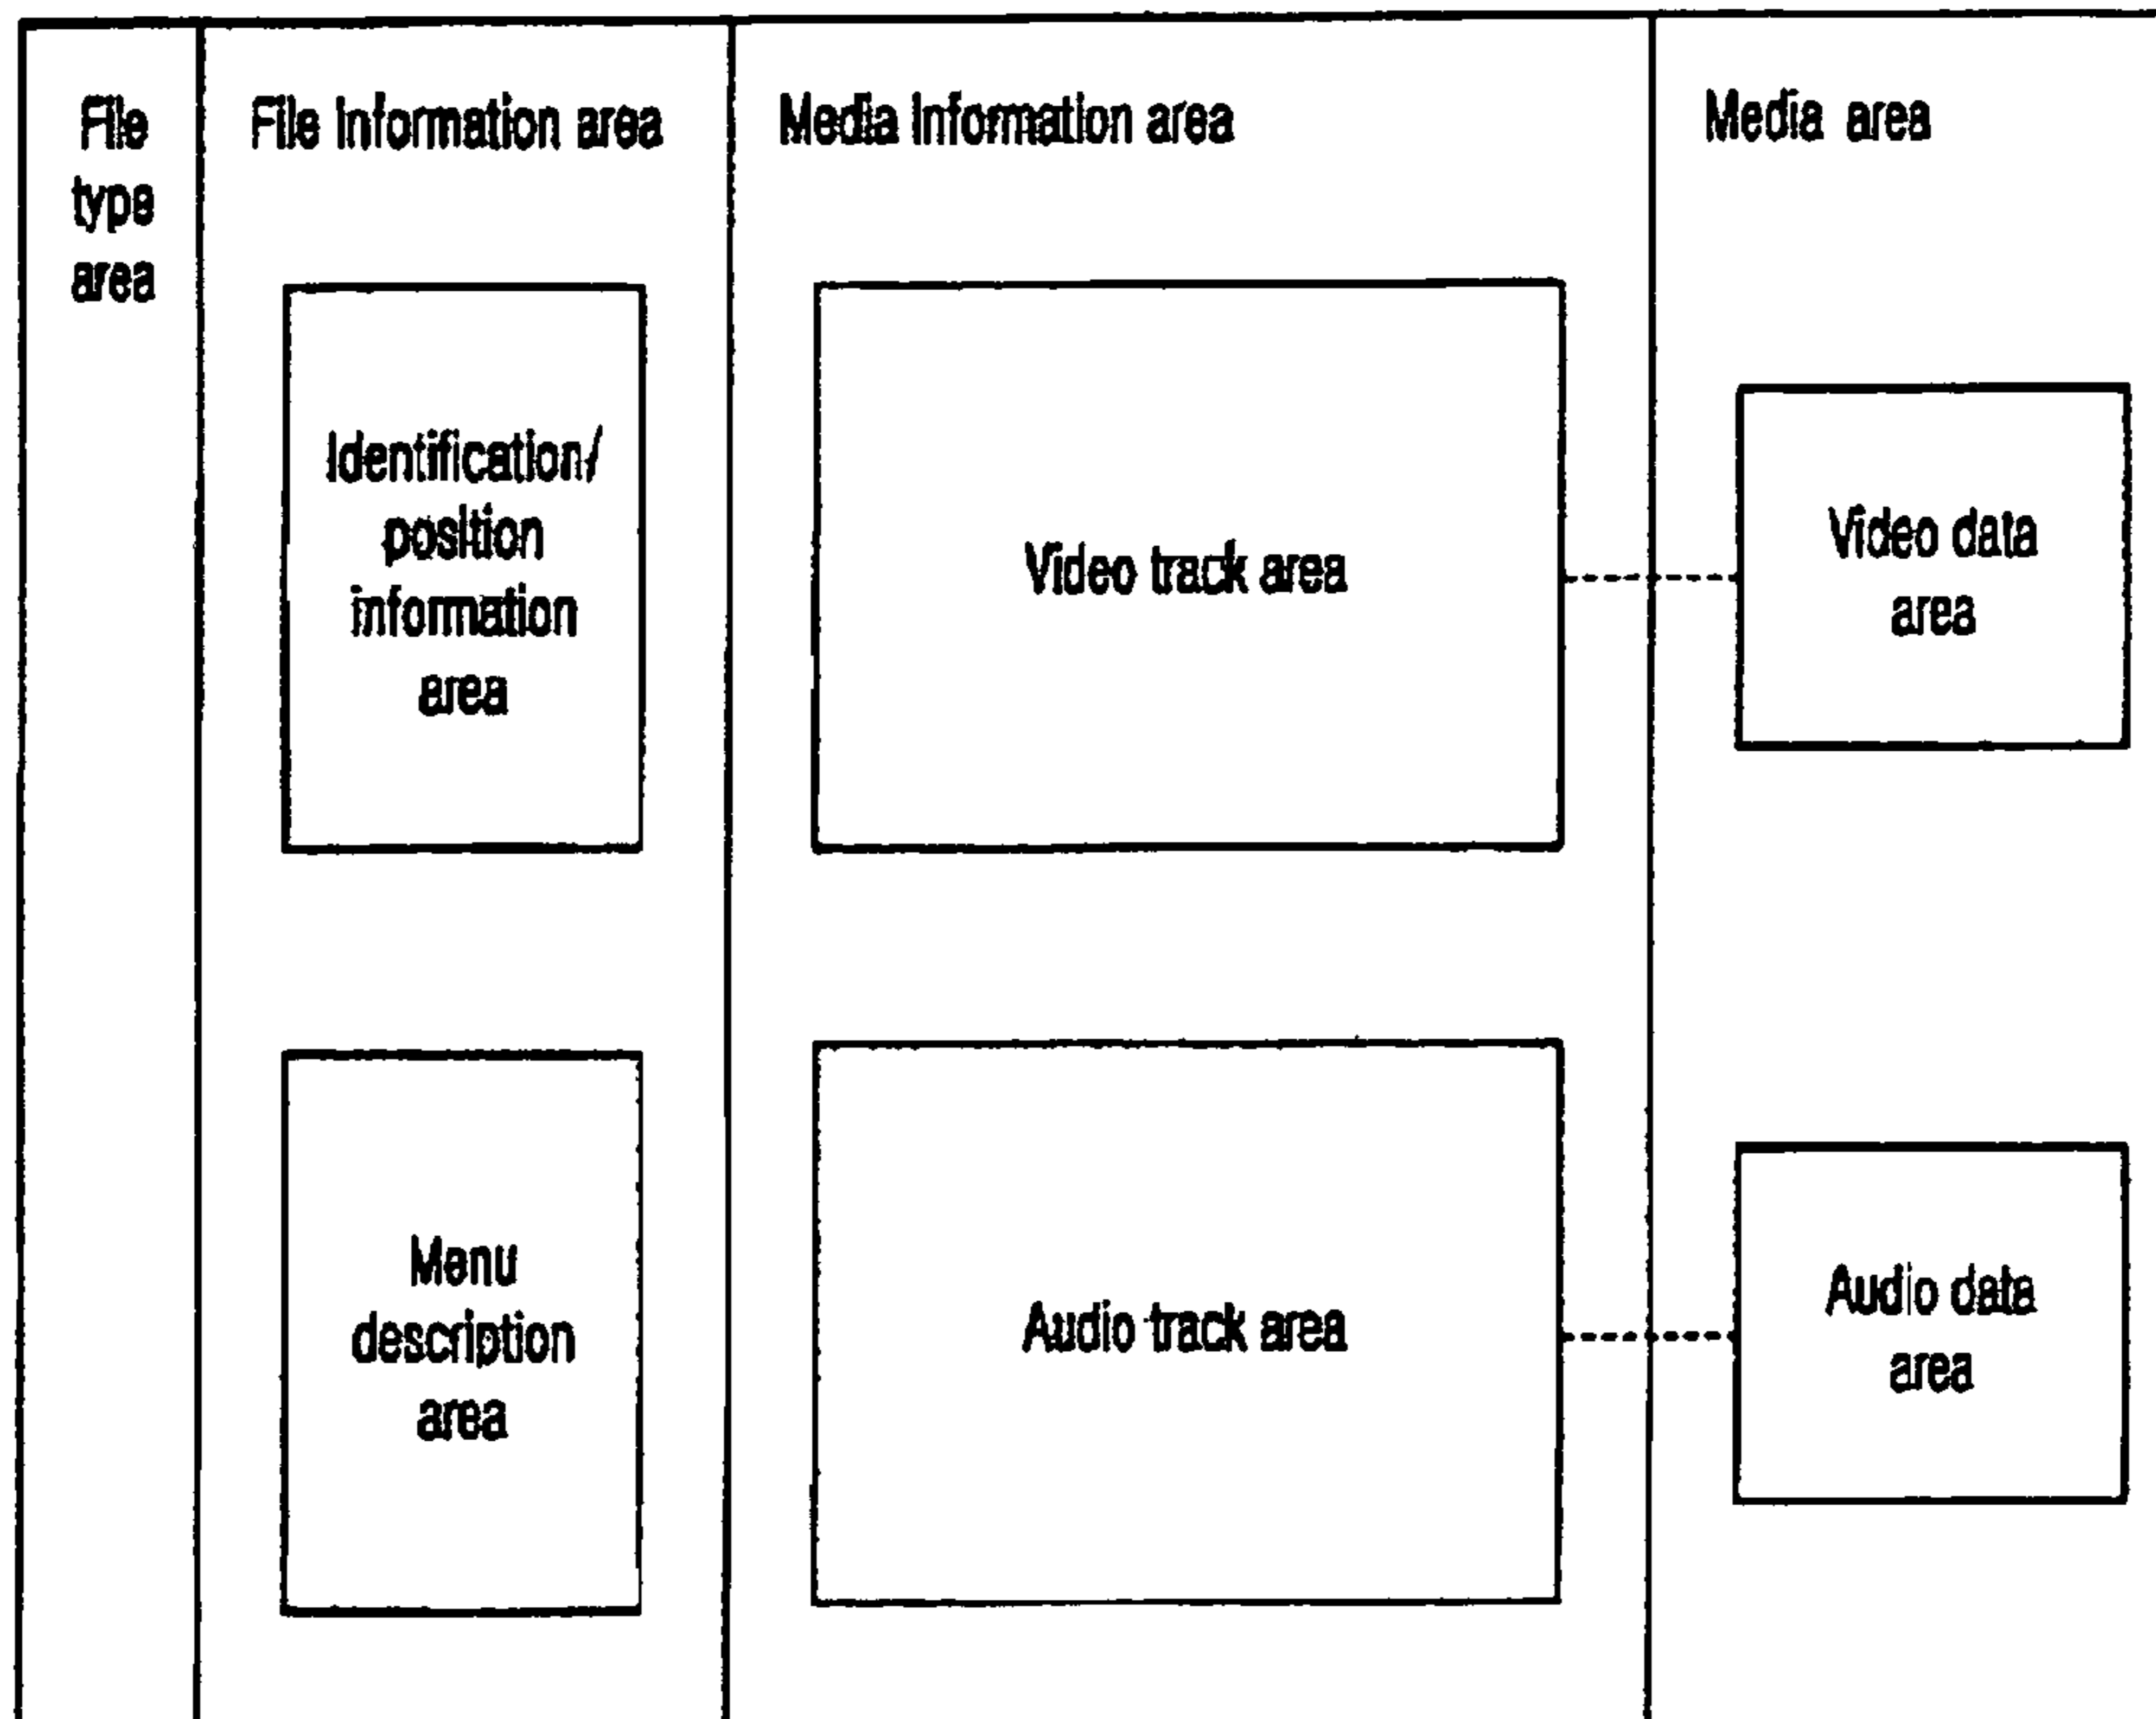 File
type
area
File information area
Media information area
Media area
Identification/
position
information
area
Video track area
Video data
area
Menu
description
area
Audio track area
Audio data
area